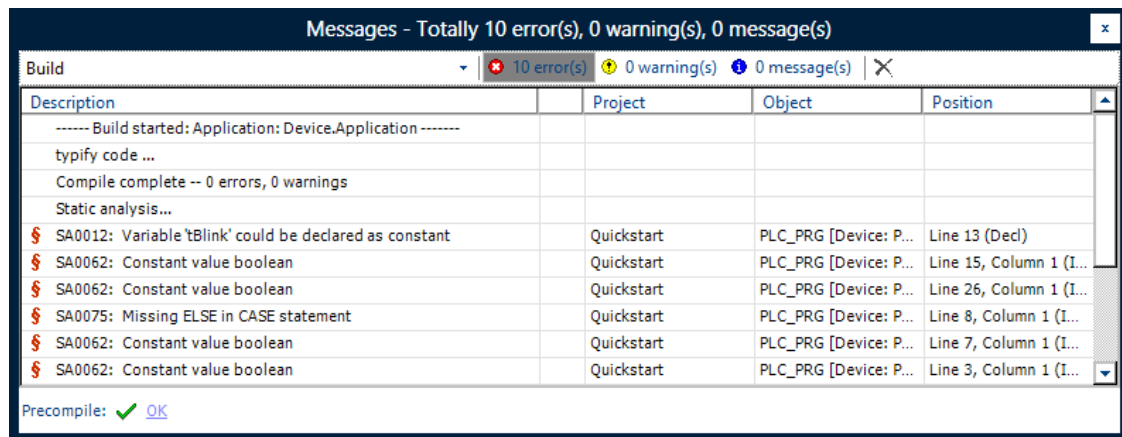 Messages - Totally 10 error(s), 0 warning(s), 0 message(s) x
Build 10 error(s) 0 warning(s) 0 message(s)
Description Project Object Position
------ Build started: Application: Device.Application -------
typify code ...
Compile complete -- 0 errors, 0 warnings
Static analysis...
SA0012: Variable 'tBlink' could be declared as constant Quickstart PLC_PRG [Device: P... Line 13 (Decl)
SA0062: Constant value boolean Quickstart PLC_PRG [Device: P... Line 15, Column 1 (I...
SA0062: Constant value boolean Quickstart PLC_PRG [Device: P... Line 26, Column 1 (I...
SA0075: Missing ELSE in CASE statement Quickstart PLC_PRG [Device: P... Line 8, Column 1 (I...
SA0062: Constant value boolean Quickstart PLC_PRG [Device: P... Line 7, Column 1 (I...
SA0062: Constant value boolean Quickstart PLC_PRG [Device: P... Line 3, Column 1 (I...
Precompile: OK